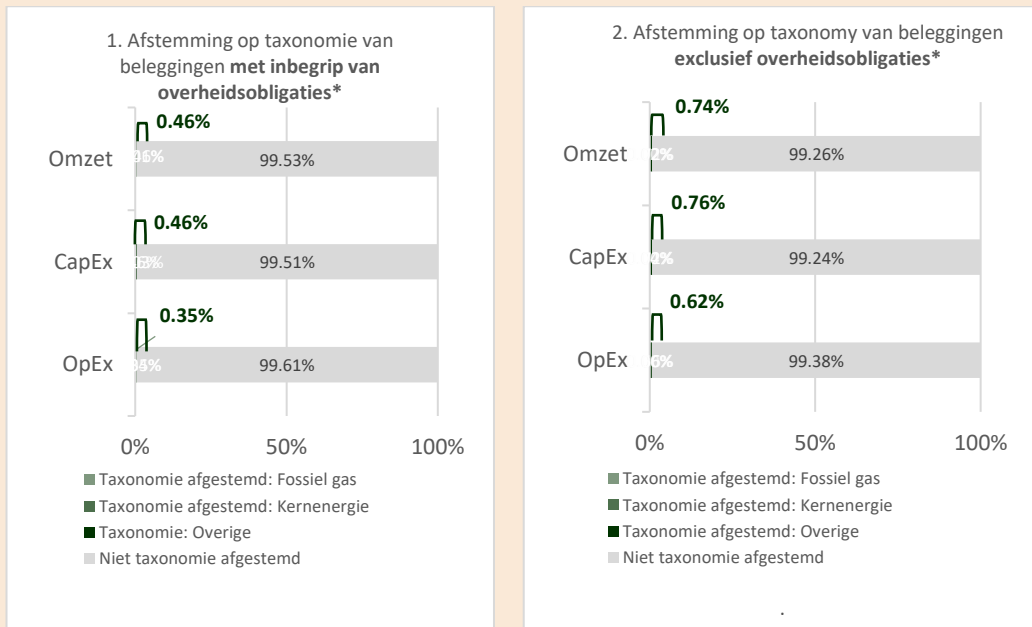 1. Afstemming op taxonomie van
beleggingen met inbegrip van
overheidsobligaties*
0.46%
Omzet
99.53%
0.46%
CapEx
99.51%
0.35%
OpEx
99.61%
0%
50%
100%
Taxonomie afgestemd: Fossiel gas
Taxonomie afgestemd: Kernenergie
Taxonomie: Overige
Niet taxonomie afgestemd
2. Afstemming op taxonomy van beleggingen
exclusief overheidsobligaties*
0.74%
Omzet
99.26%
0.76%
CapEx
99.24%
0.62%
OpEx
99.38%
0%
50%
100%
Taxonomie afgestemd: Fossiel gas
Taxonomie afgestemd: Kernenergie
Taxonomie afgestemd: Overige
Niet taxonomie afgestemd
.